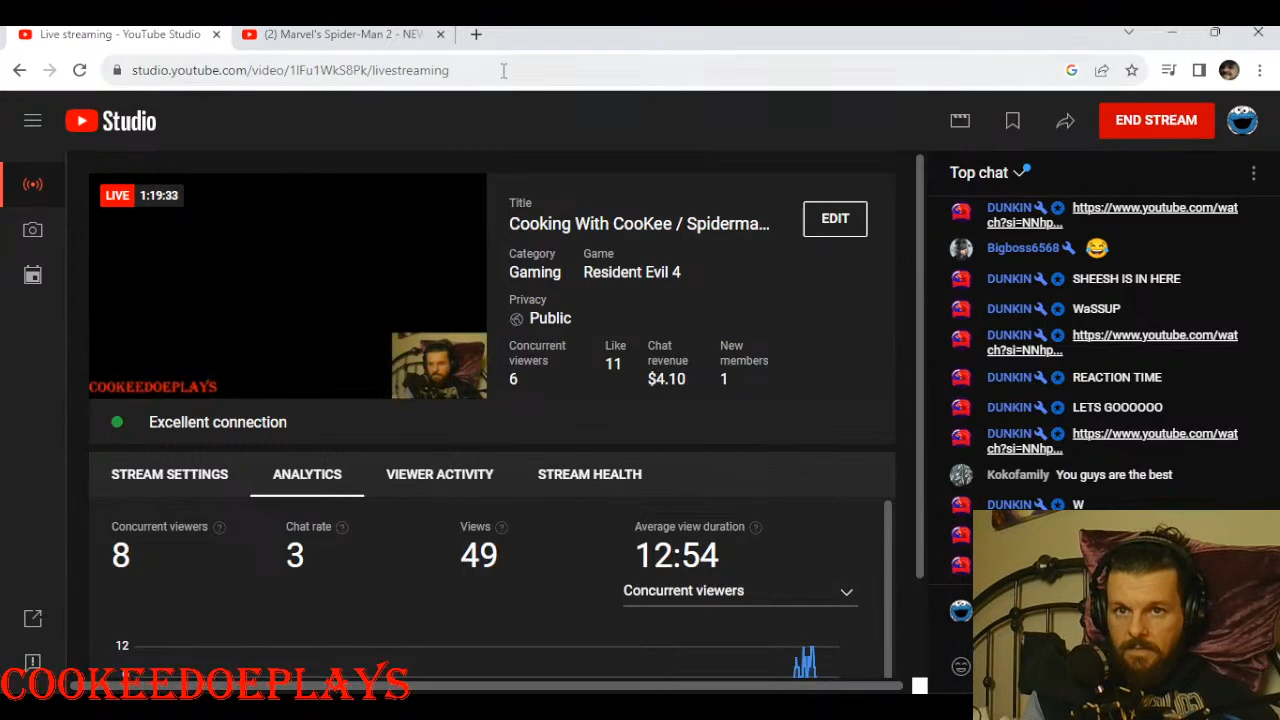 Live streaming - YouTube Studio
(2) Marvel's Spider-Man 2 - NEW
studio.youtube.com/video/1lFu1WkS8Pk/livestreaming
Studio
END STREAM
LIVE 1:19:33
COOKEEDOEPLAYS
Title
Cooking With CooKee / Spiderma...
EDIT
Category Game
Gaming Resident Evil 4
Privacy
Public
Concurrent viewers
6
Like
11
Chat revenue
$4.10
New members
1
Excellent connection
STREAM SETTINGS ANALYTICS VIEWER ACTIVITY STREAM HEALTH
Concurrent viewers Chat rate Views Average view duration
8 3 49 12:54
Concurrent viewers
12
Top chat
DUNKIN https://www.youtube.com/wat
ch?si=NNhp...
Bigboss6568 😂
DUNKIN SHEESH IS IN HERE
DUNKIN WaSSUP
DUNKIN https://www.youtube.com/wat
ch?si=NNhp...
DUNKIN REACTION TIME
DUNKIN LETS GOOOOOO
DUNKIN https://www.youtube.com/wat
ch?si=NNhp...
Kokofamily You guys are the best
DUNKIN W
COOKEEDOEPLAYS